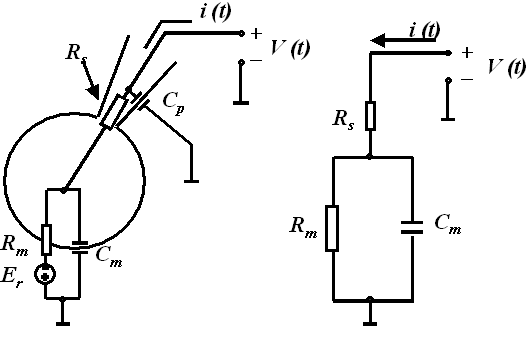 i (t)
+
V (t)
−
R_s
C_p
R_m
C_m
E_r
i (t)
+
V (t)
−
R_s
R_m
C_m